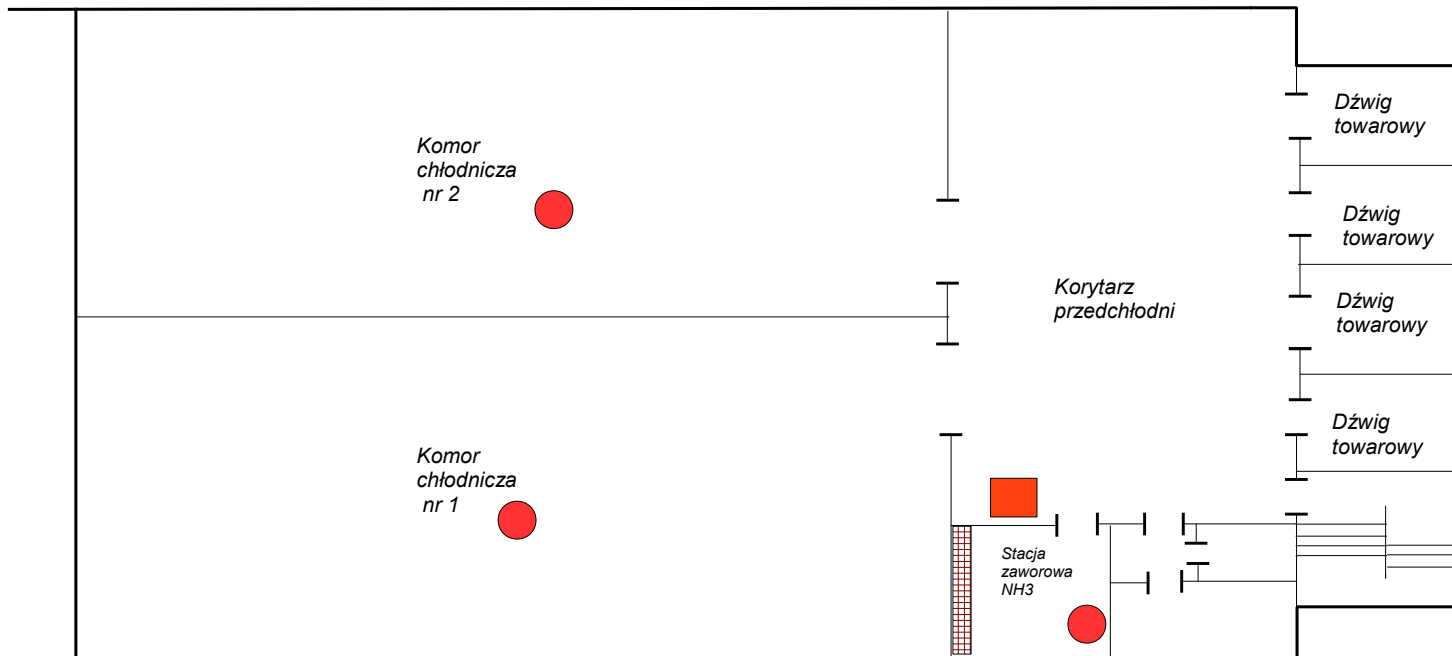 Komor
chłodnicza
nr 2
Korytarz
przedchłodni
Dźwig
towarowy
Dźwig
towarowy
Dźwig
towarowy
Dźwig
towarowy
Komor
chłodnicza
nr 1
Stacja
zaworowa
NH3